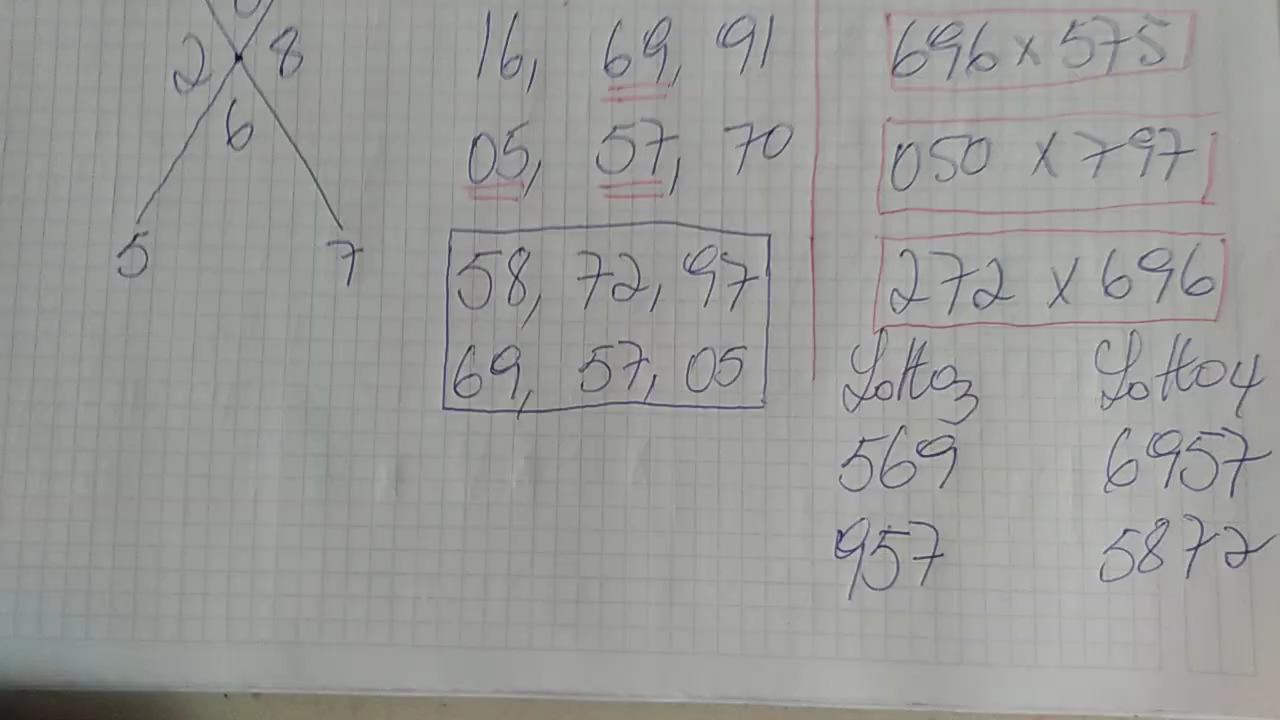 2 8
6
5 7
16, 69, 91
05, 57, 70
58, 72, 97
69, 57, 05
696 x 575
050 x 797
272 x 696
Lotto3 Lotto4
569 6957
957 5872